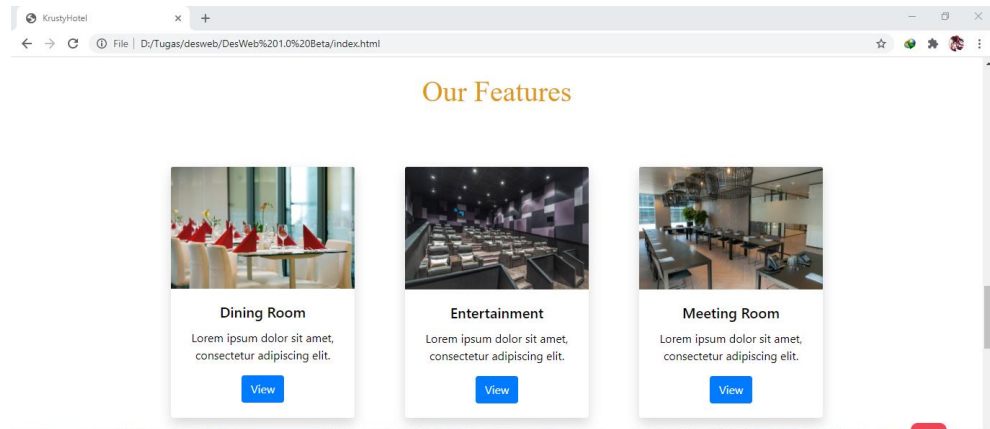 KrustyHotel
File D:/Tugas/desweb/DesWeb%201.0%20Beta/index.html
Our Features
Dining Room
Lorem ipsum dolor sit amet,
consectetur adipiscing elit.
View
Entertainment
Lorem ipsum dolor sit amet,
consectetur adipiscing elit.
View
Meeting Room
Lorem ipsum dolor sit amet,
consectetur adipiscing elit.
View